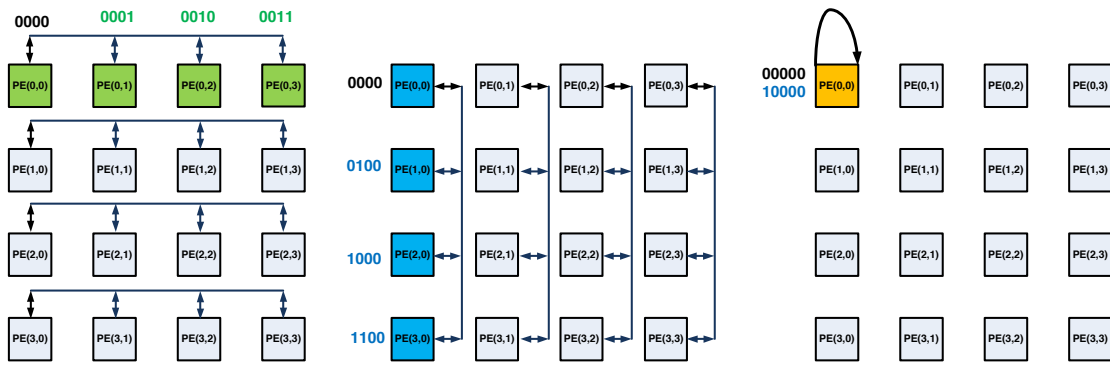 0000 0001 0010 0011
PE(0,0) PE(0,1) PE(0,2) PE(0,3)
PE(1,0) PE(1,1) PE(1,2) PE(1,3)
PE(2,0) PE(2,1) PE(2,2) PE(2,3)
PE(3,0) PE(3,1) PE(3,2) PE(3,3)
0000 PE(0,0) PE(0,1) PE(0,2) PE(0,3)
0100 PE(1,0) PE(1,1) PE(1,2) PE(1,3)
1000 PE(2,0) PE(2,1) PE(2,2) PE(2,3)
1100 PE(3,0) PE(3,1) PE(3,2) PE(3,3)
00000
10000
PE(0,0) PE(0,1) PE(0,2) PE(0,3)
PE(1,0) PE(1,1) PE(1,2) PE(1,3)
PE(2,0) PE(2,1) PE(2,2) PE(2,3)
PE(3,0) PE(3,1) PE(3,2) PE(3,3)